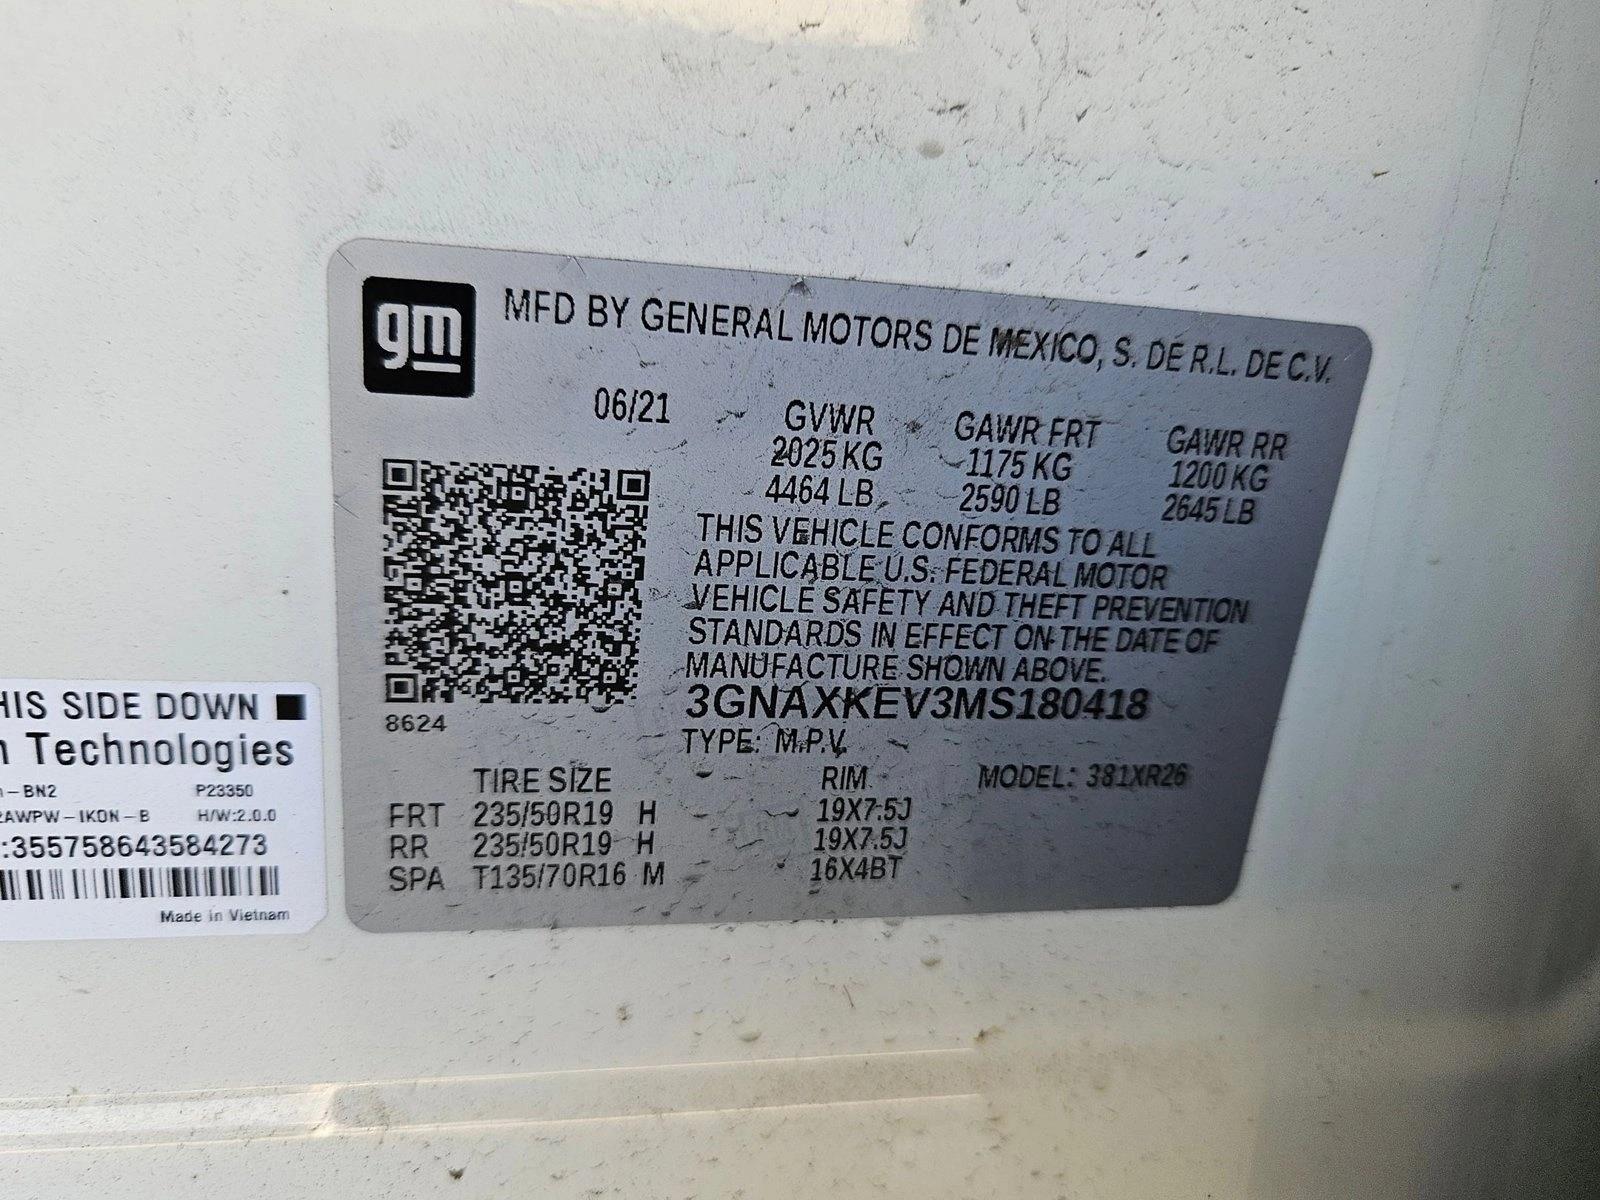 gm
MFD BY GENERAL MOTORS DE MEXICO, S. DE R.L. DE C.V.
06/21
GVWR GAWR FRT GAWR RR
2025 KG 1175 KG 1200 KG
4464 LB 2590 LB 2645 LB
THIS VEHICLE CONFORMS TO ALL
APPLICABLE U.S. FEDERAL MOTOR
VEHICLE SAFETY AND THEFT PREVENTION
STANDARDS IN EFFECT ON THE DATE OF
MANUFACTURE SHOWN ABOVE.
3GNAXKEV3MS180418
8624
TYPE: M.P.V.
TIRE SIZE RIM MODEL: 381XR26
FRT 235/50R19 H 19X7.5J
RR 235/50R19 H 19X7.5J
SPA T135/70R16 M 16X4BT
HIS SIDE DOWN
n Technologies
-BN2 P23350
AWPW-IKON-B H/W:2.0.0
:355758643584273
Made in Vietnam